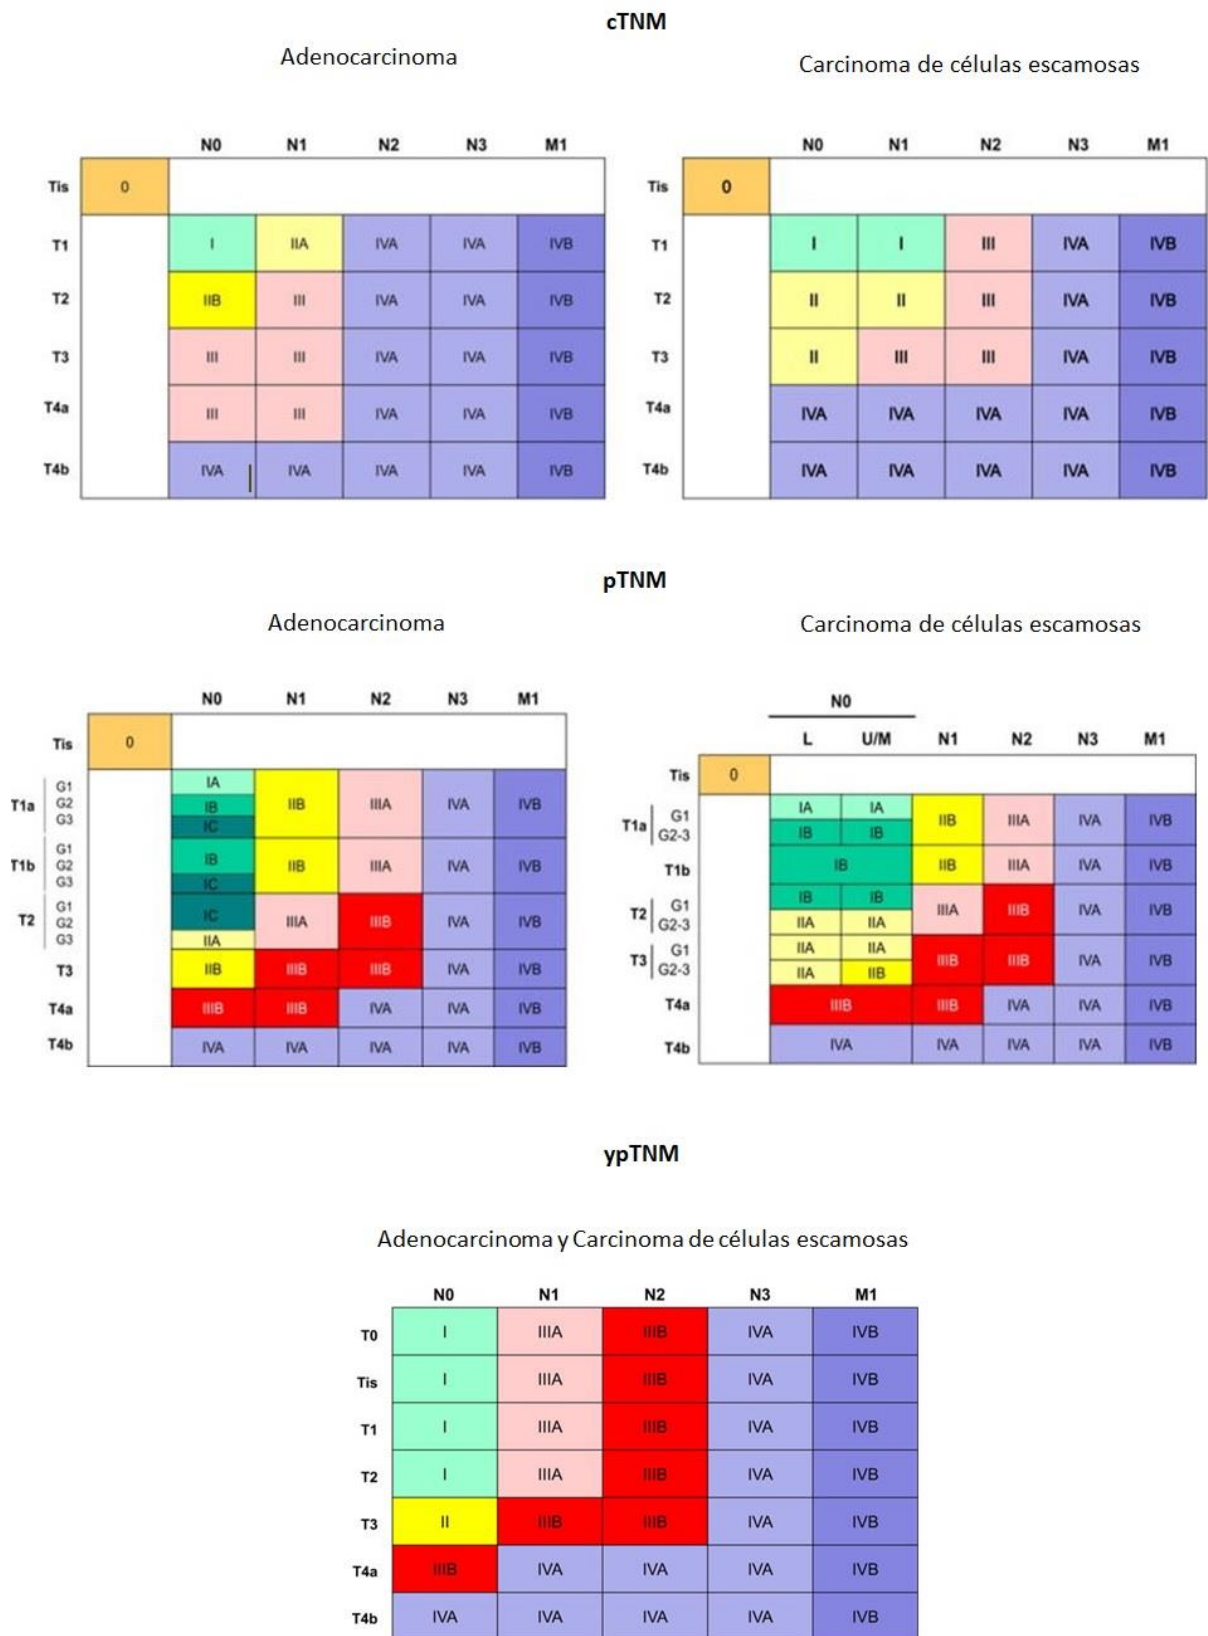 cTNM
Adenocarcinoma
Carcinoma de células escamosas
N0 N1 N2 N3 M1
Tis 0
T1 I IIA IVA IVA IVB
T2 IIB III IVA IVA IVB
T3 III III IVA IVA IVB
T4a III III IVA IVA IVB
T4b IVA IVA IVA IVA IVB
N0 N1 N2 N3 M1
Tis 0
T1 I I III IVA IVB
T2 II II III IVA IVB
T3 II III III IVA IVB
T4a IVA IVA IVA IVA IVB
T4b IVA IVA IVA IVA IVB
pTNM
Adenocarcinoma
Carcinoma de células escamosas
N0 N1 N2 N3 M1
Tis 0
G1 IA
T1a G2 IB IIB IIIA IVA IVB
G3 IC
G1
T1b G2 IB IIB IIIA IVA IVB
G3 IC
G1
T2 G2 IC IIIA IIIB IVA IVB
G3 IIA
T3 IIB IIIB IIIB IVA IVB
T4a IIIB IIIB IVA IVA IVB
T4b IVA IVA IVA IVA IVB
N0
L U/M N1 N2 N3 M1
Tis 0
T1a G1 IA IA IIB IIIA IVA IVB
G2-3 IB IB
T1b IB IIB IIIA IVA IVB
T2 G1 IB IB IIIA IIIB IVA IVB
G2-3 IIA IIA
T3 G1 IIA IIA IIIB IIIB IVA IVB
G2-3 IIA IIB
T4a IIIB IIIB IVA IVA IVB
T4b IVA IVA IVA IVA IVB
ypTNM
Adenocarcinoma y Carcinoma de células escamosas
N0 N1 N2 N3 M1
T0 I IIIA IIIB IVA IVB
Tis I IIIA IIIB IVA IVB
T1 I IIIA IIIB IVA IVB
T2 I IIIA IIIB IVA IVB
T3 II IIIB IIIB IVA IVB
T4a IIIB IVA IVA IVA IVB
T4b IVA IVA IVA IVA IVB